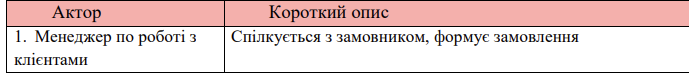 Актор Короткий опис
1. Менеджер по роботі з клієнтами Спілкується з замовником, формує замовлення